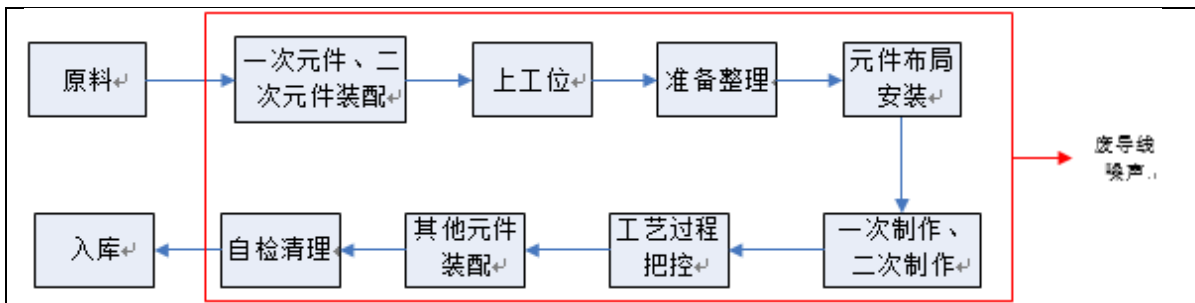 原料↵
一次元件、二
次元件装配↵
上工位↵
准备整理↵
元件布局
安装↵
废导线
噪声
入库↵
自检清理↵
其他元件
装配↵
工艺过程
把控↵
一次制作、
二次制作↵